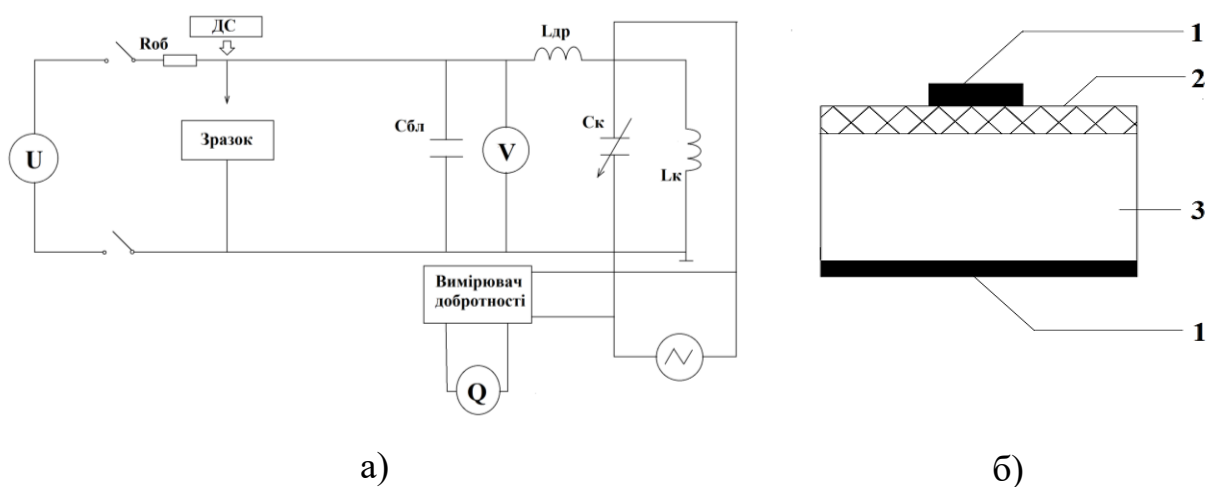 ДС
Rоб
Lдр
U
Зразок
Cбл
V
Cк
Lк
Вимірювач
добротності
Q
1
2
3
1
а)
б)